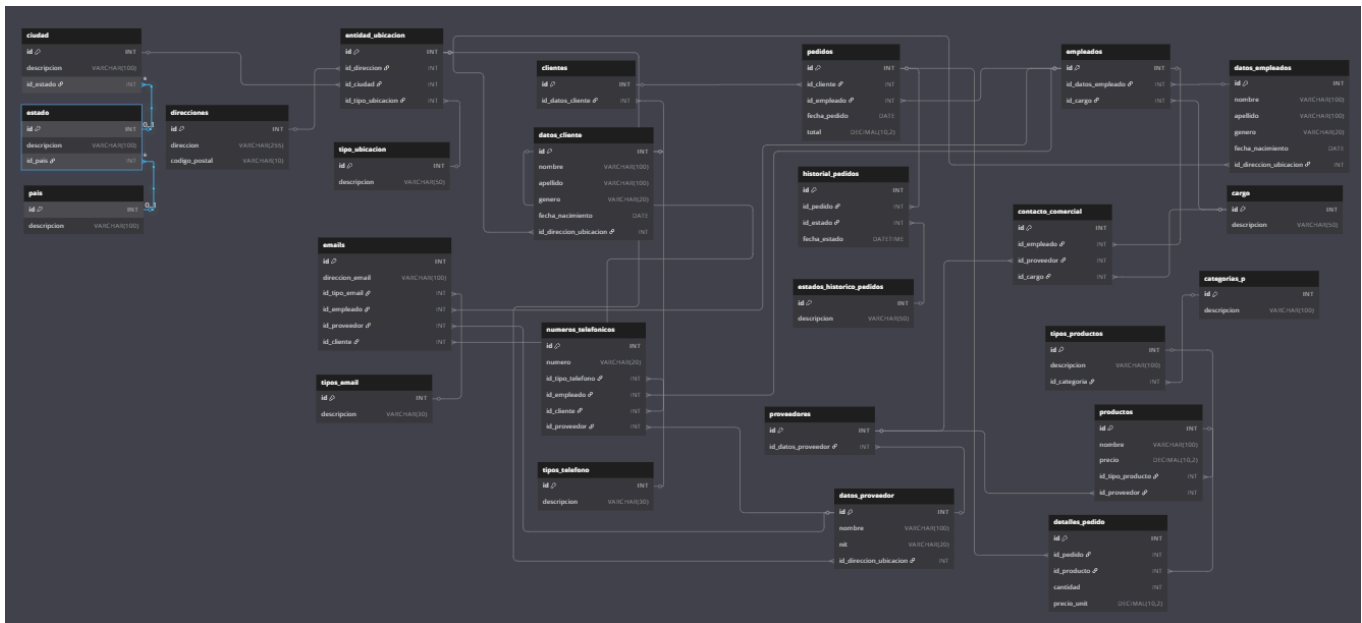 ciudad
id INT
descripcion VARCHAR(100)
id_estado INT
estado
id INT
descripcion VARCHAR(100)
id_pais INT
pais
id INT
descripcion VARCHAR(100)
direcciones
id INT
direccion VARCHAR(255)
codigo_postal VARCHAR(10)
entidad_ubicacion
id INT
id_direccion INT
id_ciudad INT
id_tipo_ubicacion INT
tipo_ubicacion
id INT
descripcion VARCHAR(50)
emails
id INT
direccion_email VARCHAR(100)
id_tipo_email INT
id_empleado INT
id_proveedor INT
id_cliente INT
tipos_email
id INT
descripcion VARCHAR(30)
clientes
id INT
id_datos_cliente INT
datos_cliente
id INT
nombre VARCHAR(100)
apellido VARCHAR(100)
genero VARCHAR(20)
fecha_nacimiento DATE
id_direccion_ubicacion INT
numeros_telefonicos
id INT
numero VARCHAR(20)
id_tipo_telefono INT
id_empleado INT
id_cliente INT
id_proveedor INT
tipos_telefono
id INT
descripcion VARCHAR(30)
pedidos
id INT
id_cliente INT
id_empleado INT
fecha_pedido DATE
total DECIMAL(10,2)
historial_pedidos
id INT
id_pedido INT
id_estado INT
fecha_estado DATETIME
estados_historico_pedidos
id INT
descripcion VARCHAR(50)
proveedores
id INT
id_datos_proveedor INT
datos_proveedor
id INT
nombre VARCHAR(100)
nit VARCHAR(20)
id_direccion_ubicacion INT
empleados
id INT
id_datos_empleado INT
id_cargo INT
contacto_comercial
id INT
id_empleado INT
id_proveedor INT
id_cargo INT
datos_empleados
id INT
nombre VARCHAR(100)
apellido VARCHAR(100)
genero VARCHAR(20)
fecha_nacimiento DATE
id_direccion_ubicacion INT
cargo
id INT
descripcion VARCHAR(50)
categorias_p
id INT
descripcion VARCHAR(100)
tipos_productos
id INT
descripcion VARCHAR(100)
id_categoria INT
productos
id INT
nombre VARCHAR(100)
precio DECIMAL(10,2)
id_tipo_producto INT
id_proveedor INT
detalles_pedido
id INT
id_pedido INT
id_producto INT
cantidad INT
precio_unit DECIMAL(10,2)